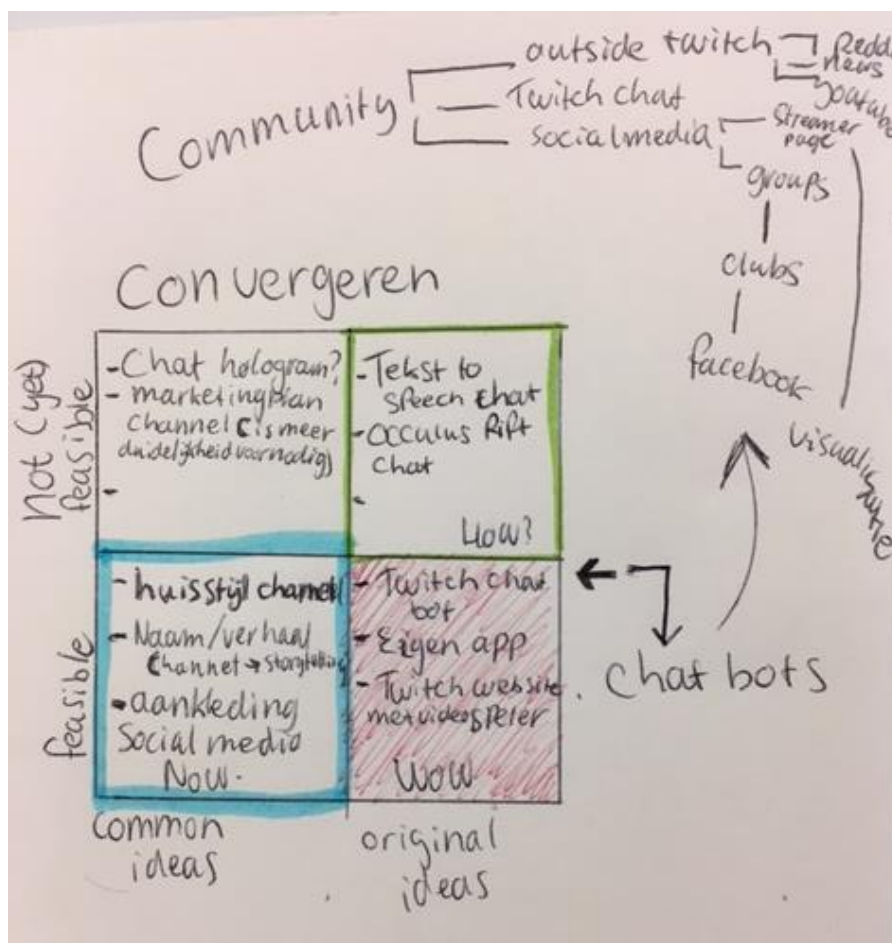 Community
outside twitch
Twitch chat
social media
news
youtube
Streamer
page
groups
clubs
facebook
Convergeren
Not (yet)
feasible
- Chat hologram?
- marketingplan
channel (is meer
duidelijkheid voor nodig)
-
- Tekst to
speech chat
- Occulus Rift
chat
-
How?
feasible
- huisstijl channel
- Naam/verhaal
channel → storytelling
- aankleding
Social media
Now.
- Twitch chat
bot
- Eigen app
- Twitch website
met videospeler
WOW
chat bots
common
ideas
original
ideas